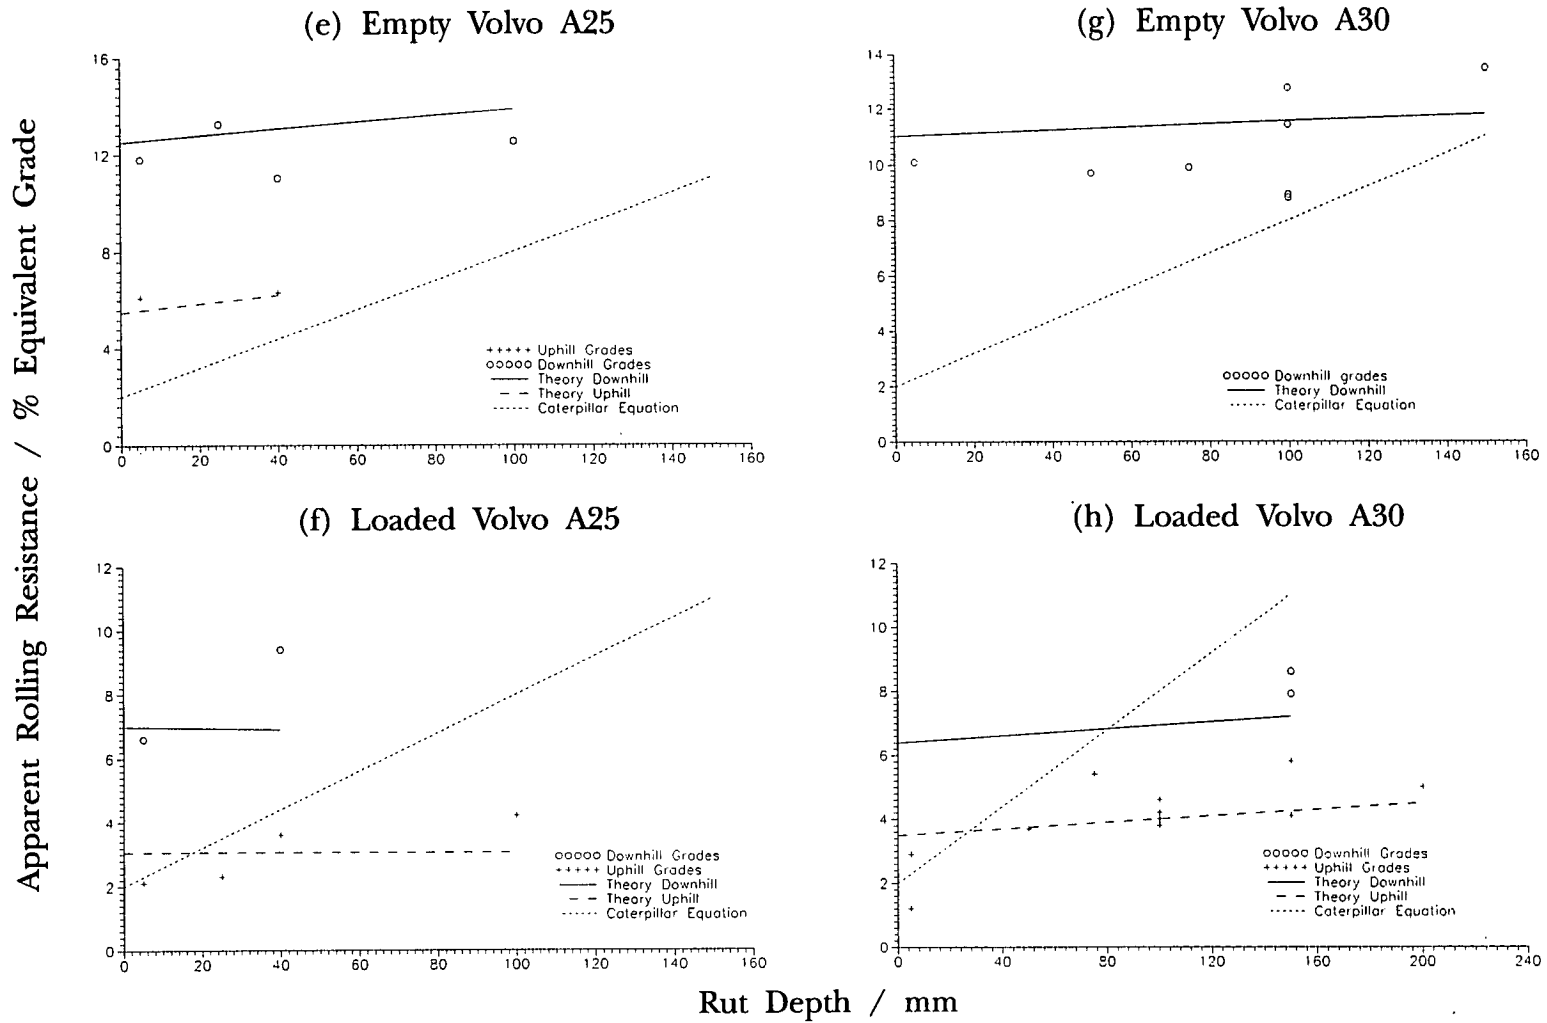 (e) Empty Volvo A25
16
12
8
4
0
0 20 40 60 80 100 120 140 160
+++++ Uphill Grades
ooooo Downhill Grades
Theory Downhill
Theory Uphill
Caterpillar Equation
(g) Empty Volvo A30
14
12
10
8
6
4
2
0
0 20 40 60 80 100 120 140 160
ooooo Downhill grades
Theory Downhill
Caterpillar Equation
Apparent Rolling Resistance / % Equivalent Grade
(f) Loaded Volvo A25
12
10
8
6
4
2
0
0 20 40 60 80 100 120 140 160
ooooo Downhill Grades
+++++ Uphill Grades
Theory Downhill
Theory Uphill
Caterpillar Equation
(h) Loaded Volvo A30
12
10
8
6
4
2
0
0 40 80 120 160 200 240
ooooo Downhill Grades
+++++ Uphill Grades
Theory Downhill
Theory Uphill
Caterpillar Equation
Rut Depth / mm